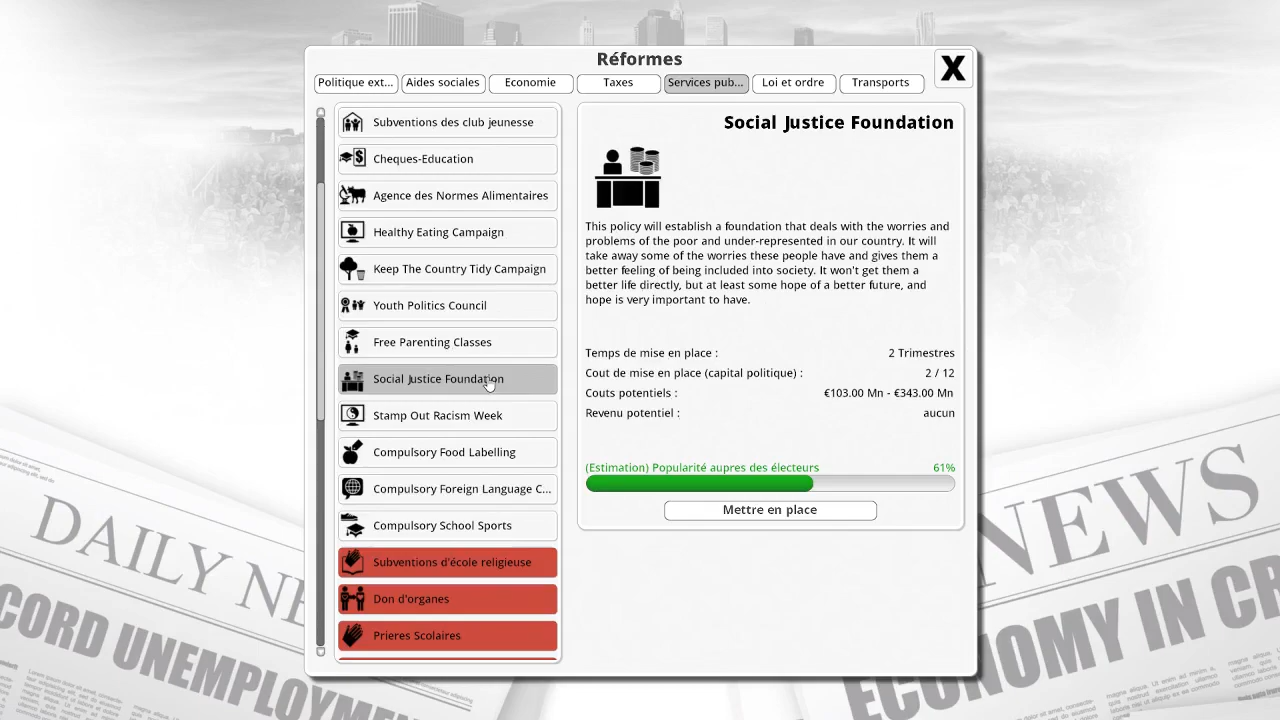 Réformes
X
Politique ext...
Aides sociales
Economie
Taxes
Services pub...
Loi et ordre
Transports
Subventions des club jeunesse
Cheques-Education
Agence des Normes Alimentaires
Healthy Eating Campaign
Keep The Country Tidy Campaign
Youth Politics Council
Free Parenting Classes
Social Justice Foundation
Stamp Out Racism Week
Compulsory Food Labelling
Compulsory Foreign Language C...
Compulsory School Sports
Subventions d'école religieuse
Don d'organes
Prieres Scolaires
Social Justice Foundation
This policy will establish a foundation that deals with the worries and
problems of the poor and under-represented in our country. It will
take away some of the worries these people have and gives them a
better feeling of being included into society. It won't get them a
better life directly, but at least some hope of a better future, and
hope is very important to have.
Temps de mise en place : 2 Trimestres
Cout de mise en place (capital politique) : 2 / 12
Couts potentiels : €103.00 Mn - €343.00 Mn
Revenu potentiel : aucun
(Estimation) Popularité aupres des électeurs 61%
Mettre en place
DAILY NE
CORD UNEMPLOYM
NEWS
ECONOMY IN CR